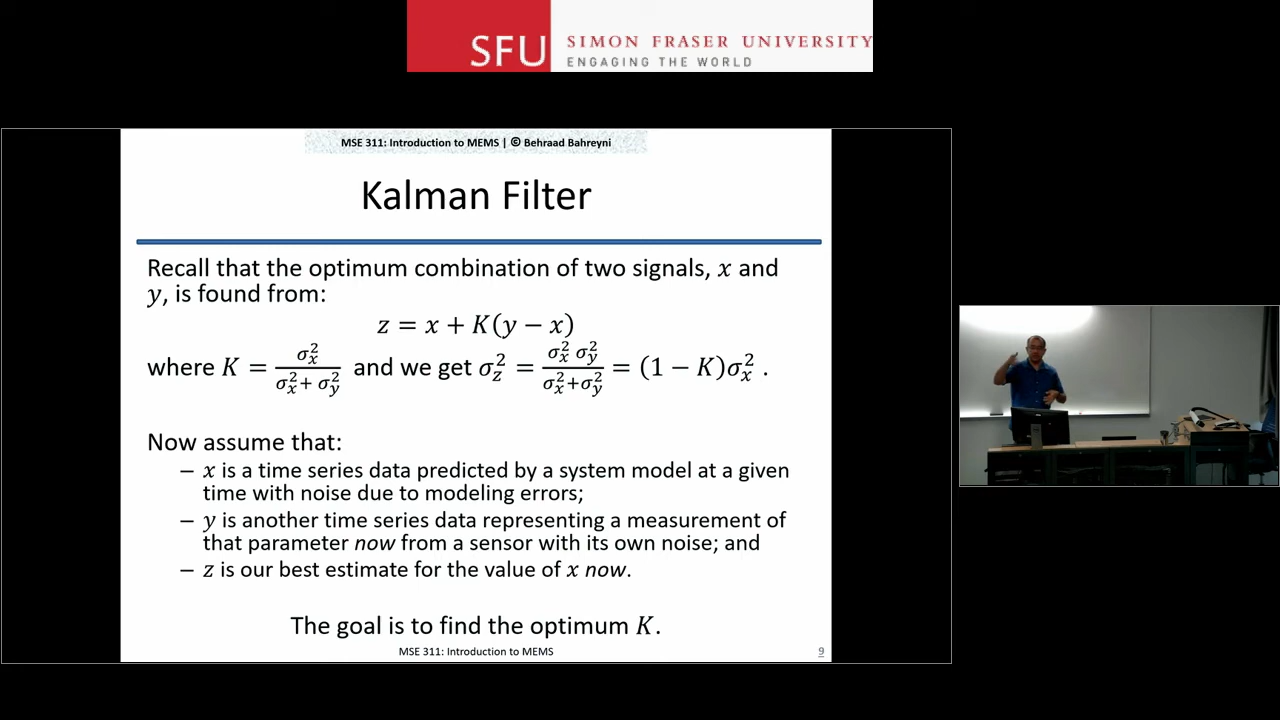 SFU SIMON FRASER UNIVERSITY
ENGAGING THE WORLD
MSE 311: Introduction to MEMS | © Behraad Bahreyni
Kalman Filter
Recall that the optimum combination of two signals, x and
y, is found from:
z = x + K(y − x)
where K = σ_x^2 / (σ_x^2 + σ_y^2) and we get σ_z^2 = (σ_x^2 σ_y^2) / (σ_x^2 + σ_y^2) = (1 − K)σ_x^2 .
Now assume that:
– x is a time series data predicted by a system model at a given
time with noise due to modeling errors;
– y is another time series data representing a measurement of
that parameter now from a sensor with its own noise; and
– z is our best estimate for the value of x now.
The goal is to find the optimum K.
MSE 311: Introduction to MEMS
9